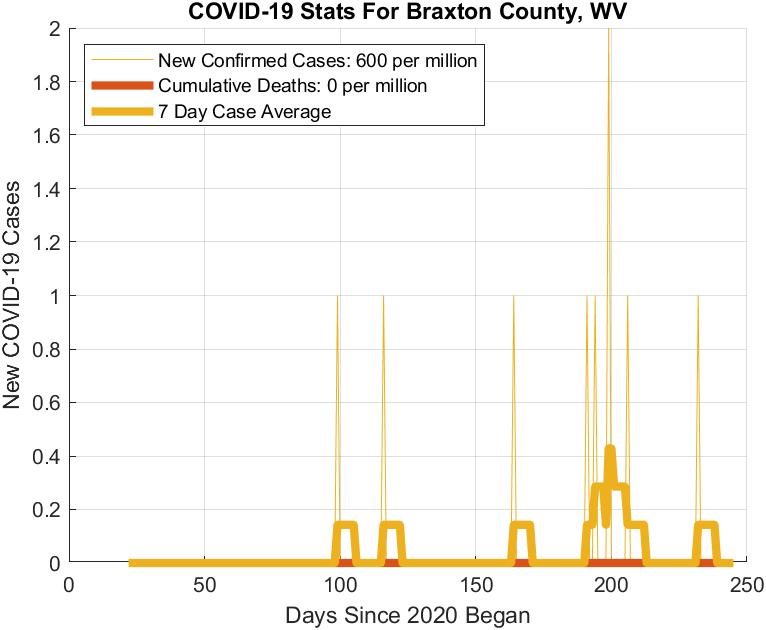 COVID-19 Stats For Braxton County, WV
New Confirmed Cases: 600 per million
Cumulative Deaths: 0 per million
7 Day Case Average
New COVID-19 Cases
2
1.8
1.6
1.4
1.2
1
0.8
0.6
0.4
0.2
0
0 50 100 150 200 250
Days Since 2020 Began